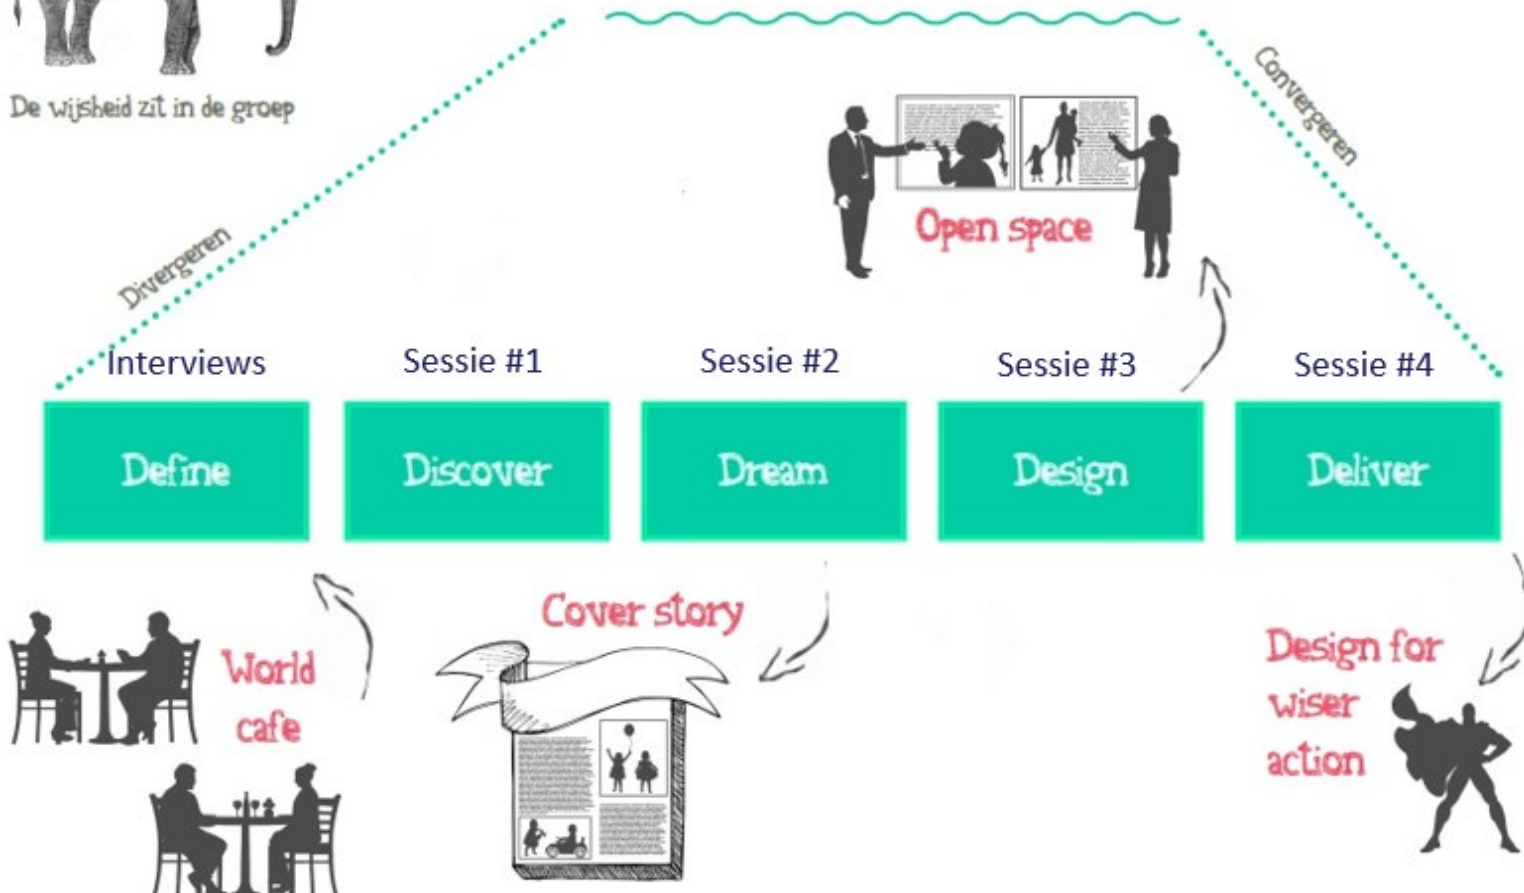 De wijsheid zit in de groep
Divergeren
Convergeren
Open space
Interviews
Sessie #1
Sessie #2
Sessie #3
Sessie #4
Define
Discover
Dream
Design
Deliver
World
cafe
Cover story
Design for
wiser
action